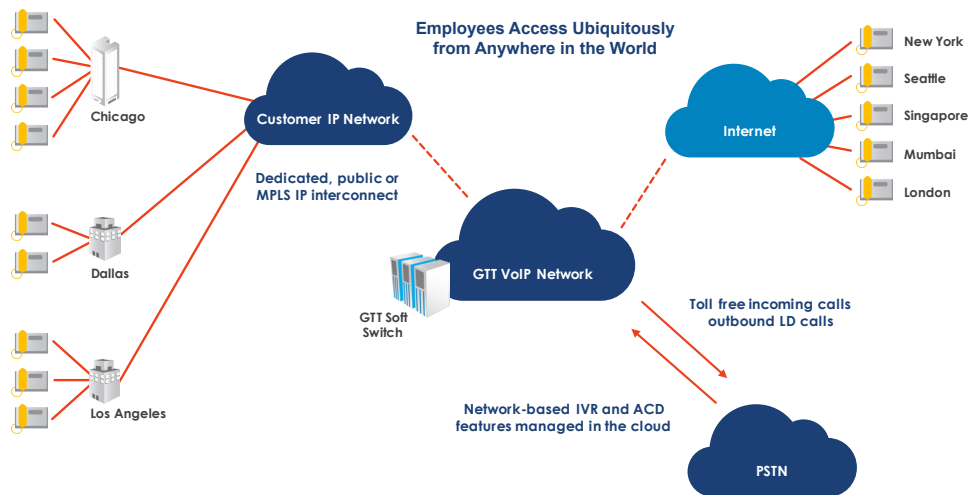 Employees Access Ubiquitously
from Anywhere in the World
Chicago
Customer IP Network
Dedicated, public or
MPLS IP interconnect
Dallas
Los Angeles
GTT VoIP Network
GTT Soft
Switch
Internet
New York
Seattle
Singapore
Mumbai
London
Toll free incoming calls
outbound LD calls
Network-based IVR and ACD
features managed in the cloud
PSTN